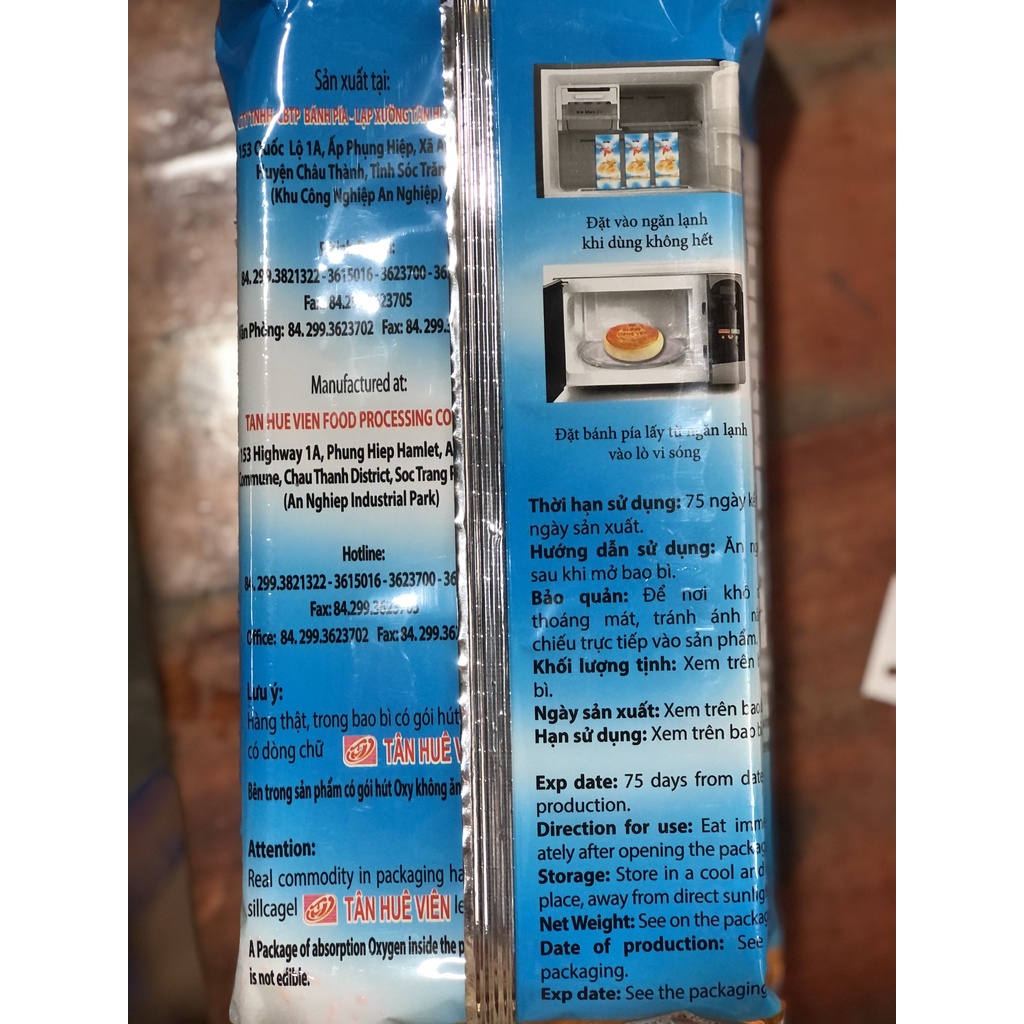 Sản xuất tại:
BÁNH PÍA - LẠP XƯỞNG TÂN
153 Quốc Lộ 1A, Ấp Phụng Hiệp, Xã A
Huyện Châu Thành, Tỉnh Sóc Trăn
(Khu Công Nghiệp An Nghiệp)
84. 299.3821322 - 3615016 - 3623700 - 36
Văn Phòng: 84. 299.3623702 Fax: 84. 299.
Manufactured at:
TAN HUE VIEN FOOD PROCESSING CO
153 Highway 1A, Phung Hiep Hamlet, A
Commune, Chau Thanh District, Soc Trang
(An Nghiep Industrial Park)
Hotline:
84. 299.3821322 - 3615016 - 3623700 - 36
Fax: 84.299.3623705
Office: 84. 299.3623702 Fax: 84. 299.36
Lưu ý:
Hàng thật, trong bao bì có gói hút
có dòng chữ TÂN HUÊ V
Bên trong sản phẩm có gói hút Oxy không ăn
Attention:
Real commodity in packaging ha
sillcagel TÂN HUÊ VIÊN le
A Package of absorption Oxygen inside the p
is not edible.
Đặt vào ngăn lạnh
khi dùng không hết
Đặt bánh pía lấy từ ngăn lạnh
vào lò vi sóng
Thời hạn sử dụng: 75 ngày kể
ngày sản xuất.
Hướng dẫn sử dụng: Ăn ng
sau khi mở bao bì.
Bảo quản: Để nơi khô
thoáng mát, tránh ánh nắ
chiếu trực tiếp vào sản phẩm.
Khối lượng tịnh: Xem trên b
bì.
Ngày sản xuất: Xem trên bao
Hạn sử dụng: Xem trên bao b
Exp date: 75 days from date
production.
Direction for use: Eat imme
ately after opening the packag
Storage: Store in a cool and
place, away from direct sunlig
Net Weight: See on the packag
Date of production: See
packaging.
Exp date: See the packaging